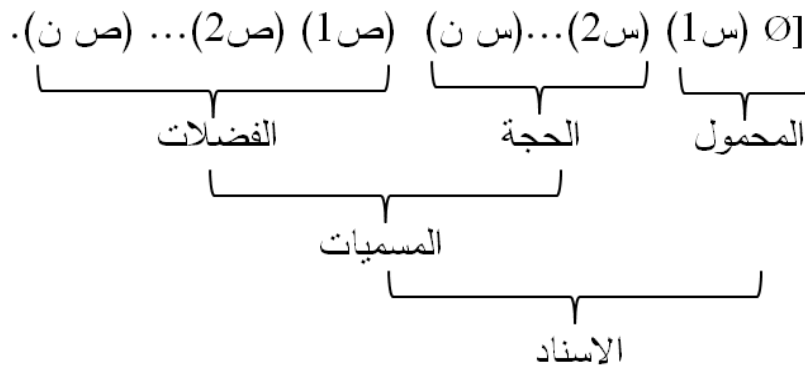 [Ø (س1) (س2)...(س ن) (ص1) (ص2)... (ص ن).
المحمول الحجة الفضلات
المسميات
الاسناد